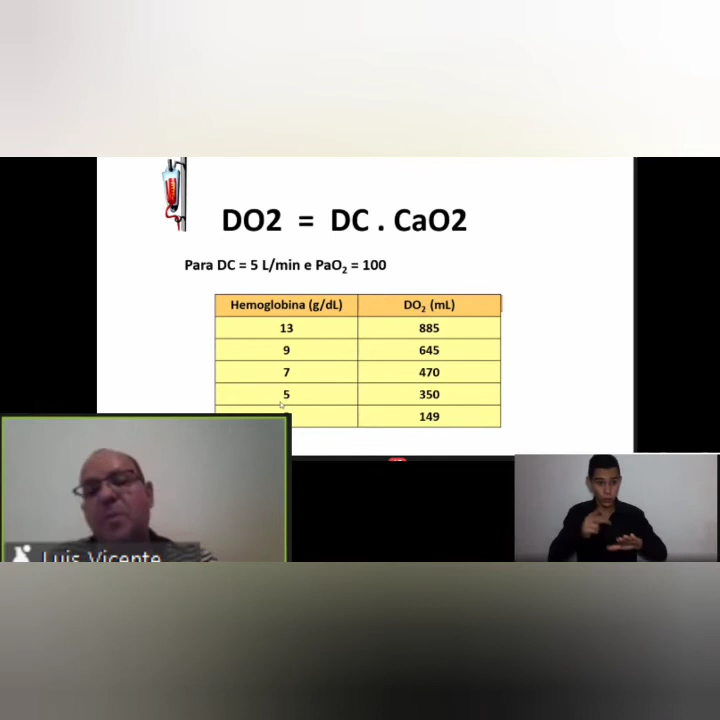 DO2 = DC . CaO2
Para DC = 5 L/min e PaO₂ = 100
Hemoglobina (g/dL) DO₂ (mL)
13 885
9 645
7 470
5 350
149
Luis Vicente